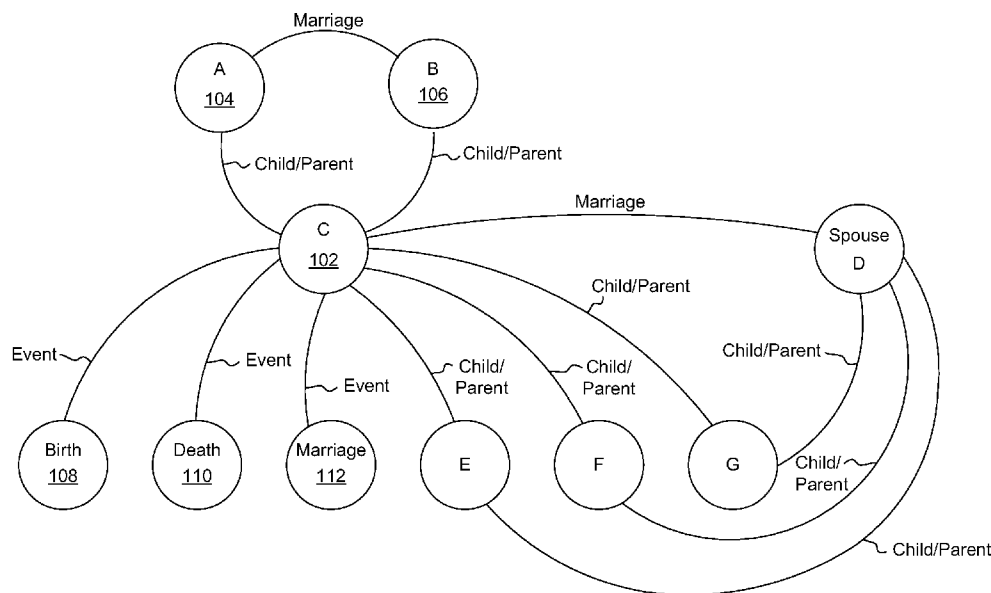 Marriage
A
104
B
106
Child/Parent
Child/Parent
Marriage
C
102
Spouse
D
Child/Parent
Event
Event
Event
Child/
Parent
Child/
Parent
Child/Parent
Birth
108
Death
110
Marriage
112
E
F
G
Child/
Parent
Child/Parent